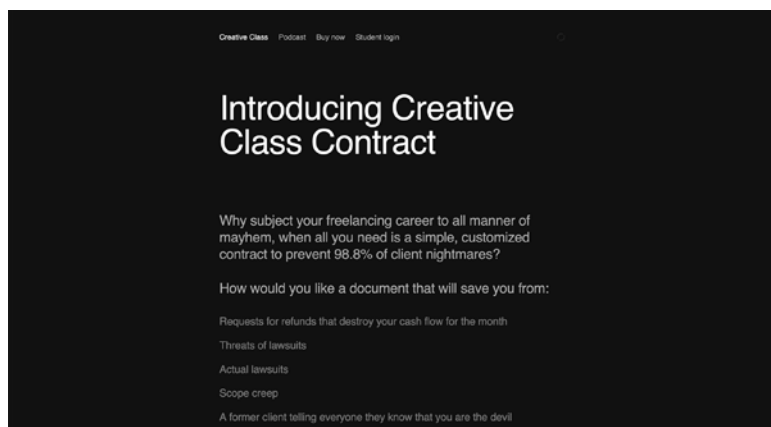 Creative Class Podcast Buy now Student login
Introducing Creative
Class Contract
Why subject your freelancing career to all manner of
mayhem, when all you need is a simple, customized
contract to prevent 98.8% of client nightmares?
How would you like a document that will save you from:
Requests for refunds that destroy your cash flow for the month
Threats of lawsuits
Actual lawsuits
Scope creep
A former client telling everyone they know that you are the devil